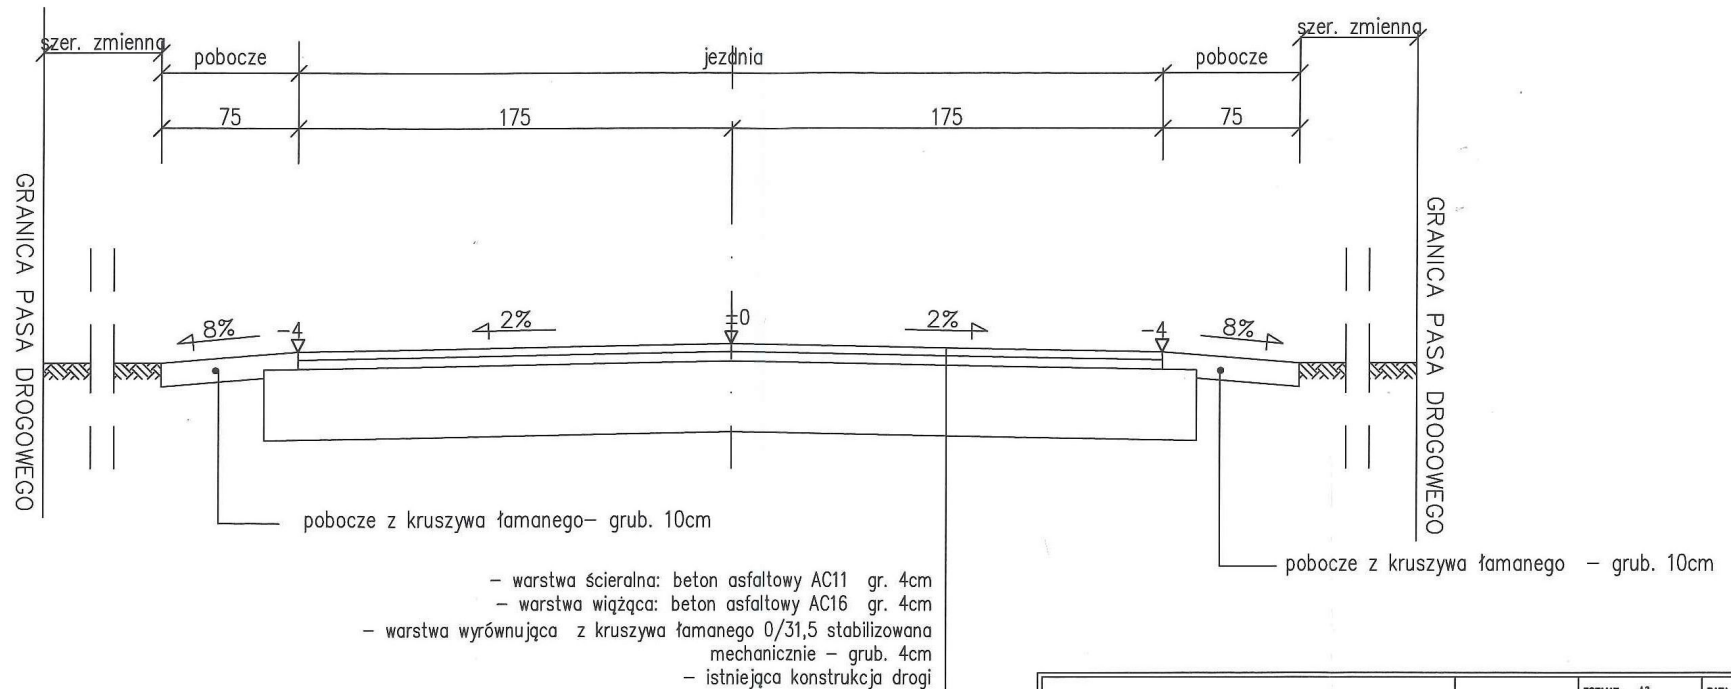 szer. zmienna
szer. zmienna
pobocze
jezdnia
pobocze
75
175
175
75
GRANICA PASA DROGOWEGO
GRANICA PASA DROGOWEGO
8%
-4
2%
±0
2%
-4
8%
pobocze z kruszywa łamanego– grub. 10cm
pobocze z kruszywa łamanego – grub. 10cm
– warstwa ścieralna: beton asfaltowy AC11 gr. 4cm
– warstwa wiążąca: beton asfaltowy AC16 gr. 4cm
– warstwa wyrównująca z kruszywa łamanego 0/31,5 stabilizowana
mechanicznie – grub. 4cm
– istniejąca konstrukcja drogi